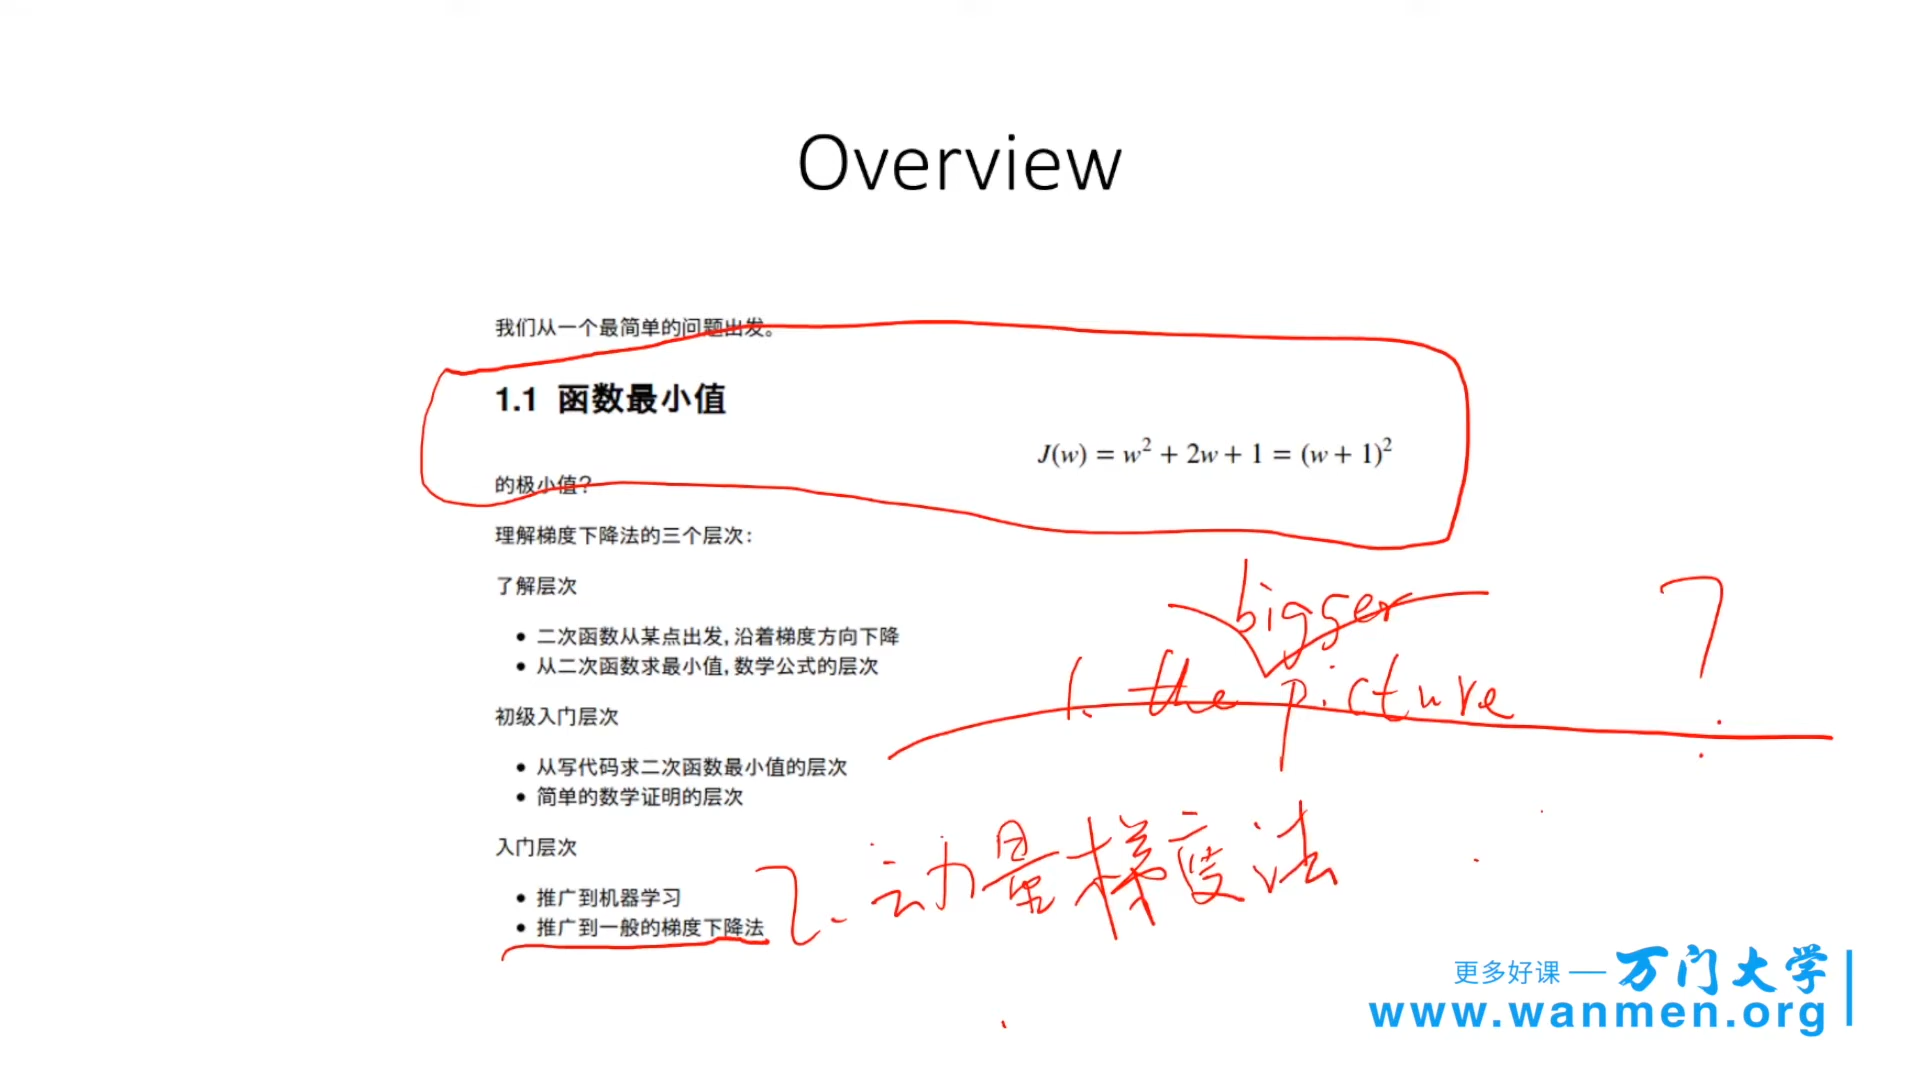 Overview
我们从一个最简单的问题出发。
1.1 函数最小值
J(w) = w² + 2w + 1 = (w + 1)²
的极小值?
理解梯度下降法的三个层次:
了解层次
• 二次函数从某点出发, 沿着梯度方向下降
• 从二次函数求最小值, 数学公式的层次
初级入门层次
• 从写代码求二次函数最小值的层次
• 简单的数学证明的层次
入门层次
• 推广到机器学习
• 推广到一般的梯度下降法
bigger
1. the picture ?
2. 动量梯度法
更多好课 — 万门大学
www.wanmen.org